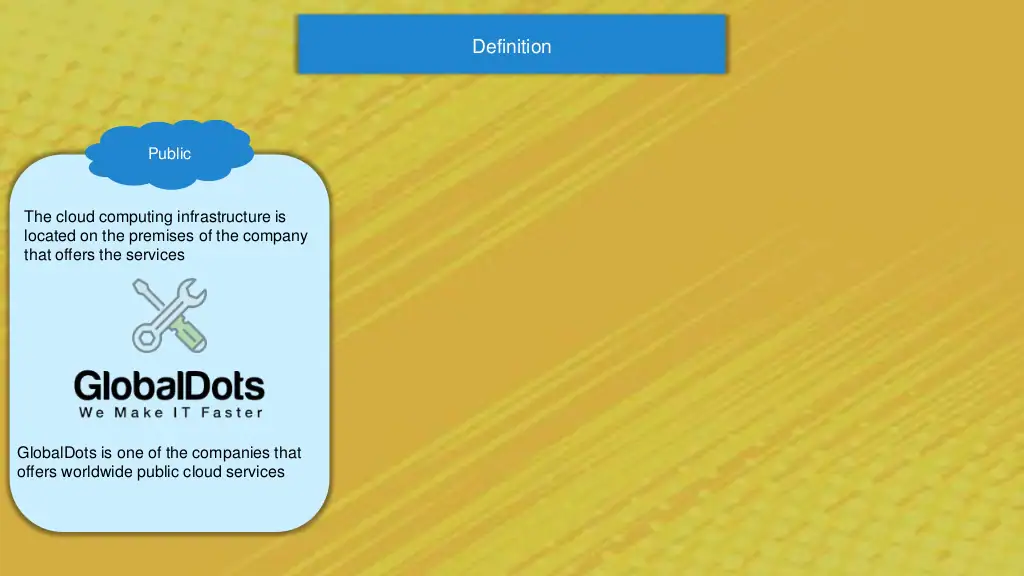 Definition
Public
The cloud computing infrastructure is
located on the premises of the company
that offers the services
GlobalDots
We Make IT Faster
GlobalDots is one of the companies that
offers worldwide public cloud services